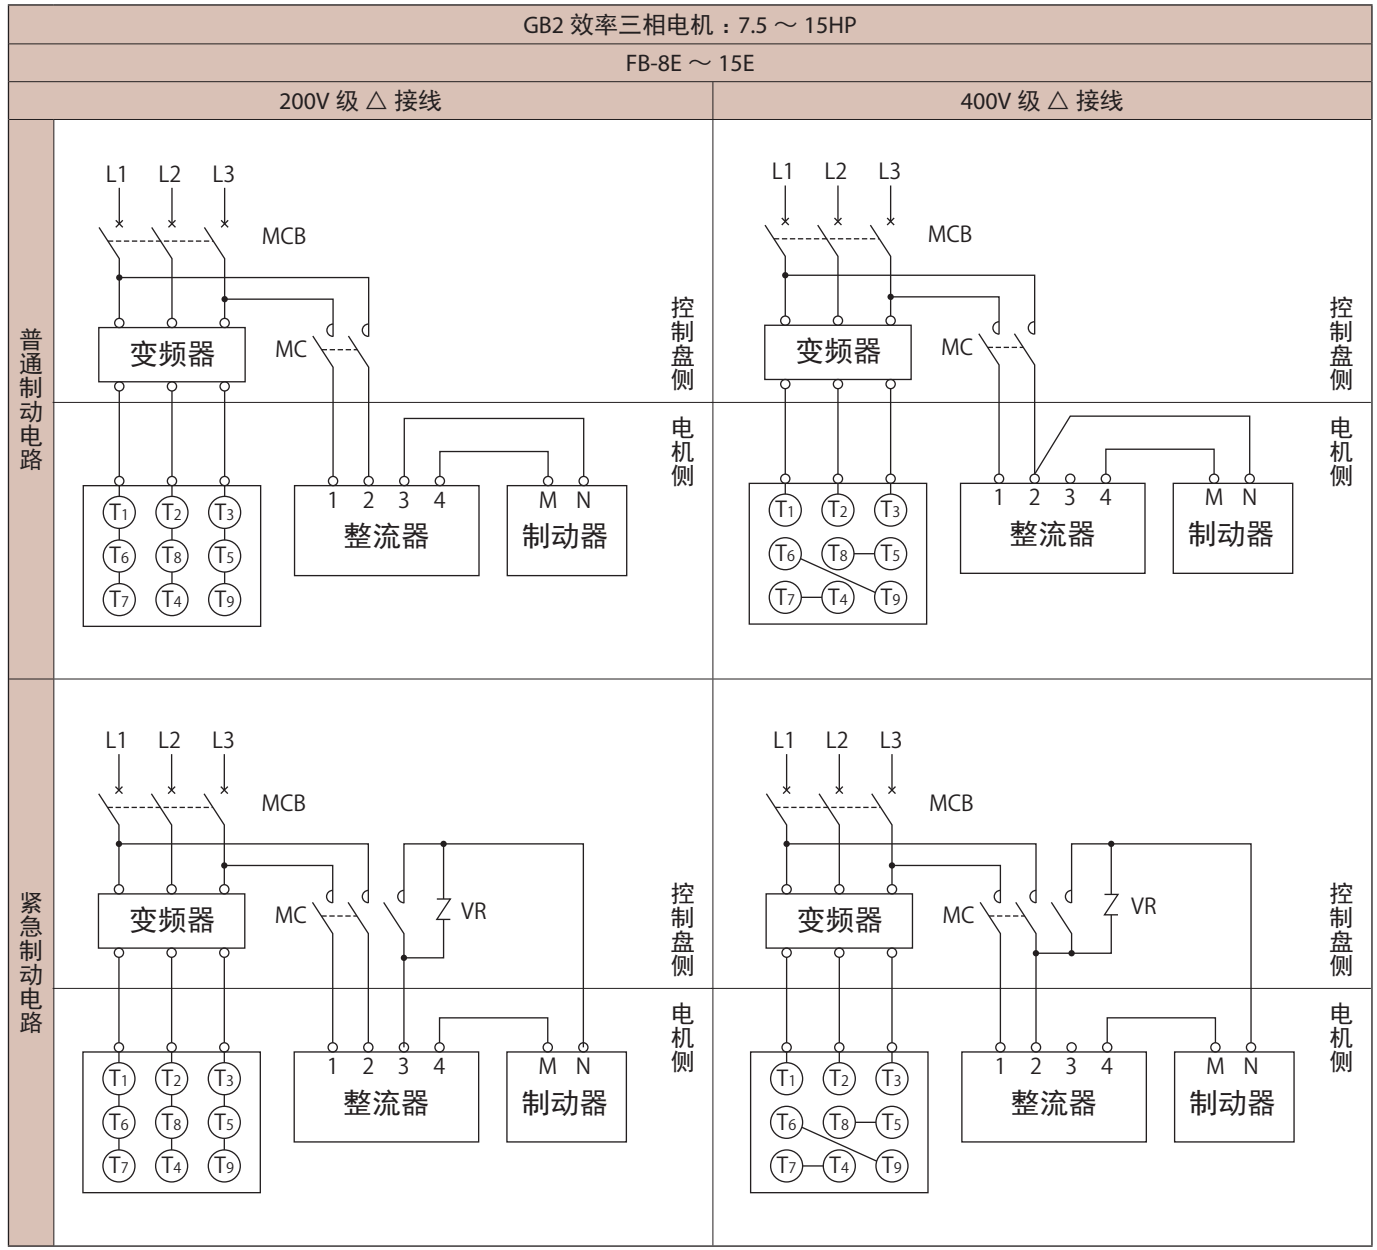 GB2 效率三相电机：7.5 ～ 15HP
FB-8E ～ 15E
200V 级 △ 接线
400V 级 △ 接线
普通制动电路
L1 L2 L3
MCB
变频器
MC
控制盘侧
电机侧
1 2 3 4
整流器
M N
制动器
T1 T2 T3
T6 T8 T5
T7 T4 T9
L1 L2 L3
MCB
变频器
MC
控制盘侧
电机侧
1 2 3 4
整流器
M N
制动器
T1 T2 T3
T6 T8 T5
T7 T4 T9
紧急制动电路
L1 L2 L3
MCB
变频器
MC
VR
控制盘侧
电机侧
1 2 3 4
整流器
M N
制动器
T1 T2 T3
T6 T8 T5
T7 T4 T9
L1 L2 L3
MCB
变频器
MC
VR
控制盘侧
电机侧
1 2 3 4
整流器
M N
制动器
T1 T2 T3
T6 T8 T5
T7 T4 T9